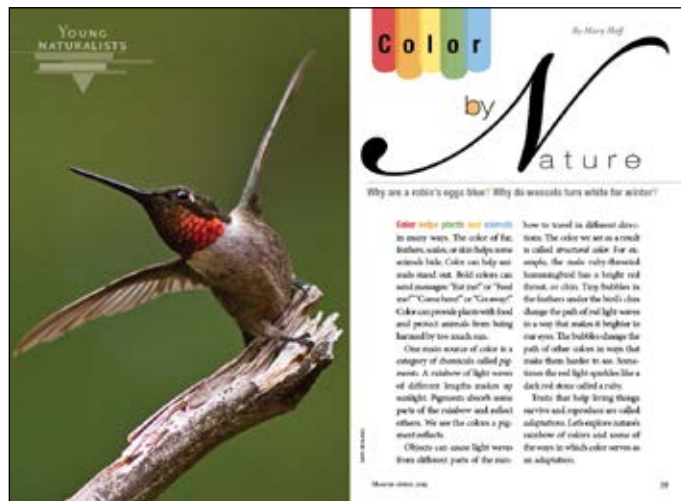 YOUNG
NATURALISTS
Color
By Mary Hoff
by
Nature
Why are a robin's eggs blue? Why do weasels turn white for winter?
Color helps plants and animals
in many ways. The color of fur,
feathers, scales, or skin helps some
animals hide. Color can help ani-
mals stand out. Bold colors can
send messages: "Eat me!" or "Feed
me!" "Come here!" or "Go away!"
Color can provide plants with food
and protect animals from being
harmed by too much sun.
One main source of color is a
category of chemicals called pig-
ments. A rainbow of light waves
of different lengths makes up
sunlight. Pigments absorb some
parts of the rainbow and reflect
others. We see the colors a pig-
ment reflects.
Objects can cause light waves
from different parts of the
how to travel in different direc-
tions. The color we see as a result
is called structural color. For ex-
ample, the male ruby-throated
hummingbird has a bright red
throat, or chin. Tiny bubbles in
the feathers under the bird's chin
change the path of red light waves
in a way that makes it brighter to
our eyes. The bubbles change the
path of other colors in ways that
make them harder to see. Some-
times the red light sparkles like a
dark red stone called a ruby.
Traits that help living things
survive and reproduce are called
adaptations. Let's explore nature's
rainbow of colors and some of
the ways in which color serves as
an adaptation.